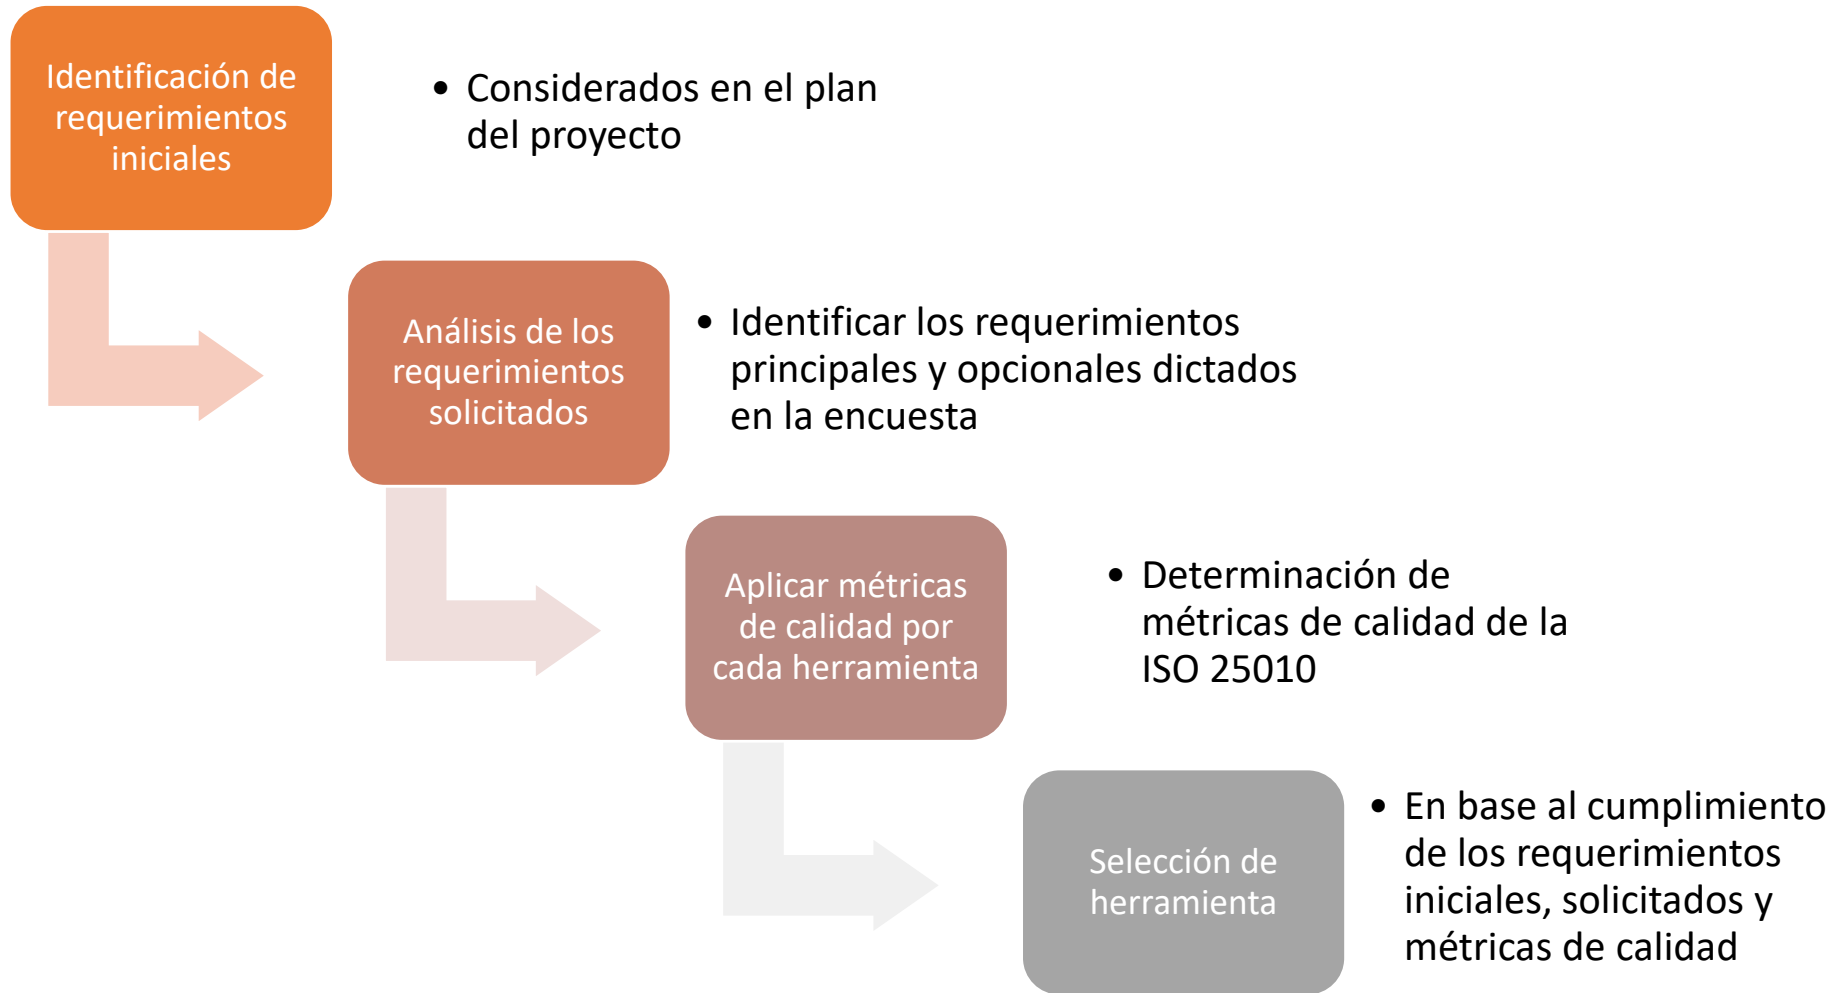 Identificación de
requerimientos
iniciales
• Considerados en el plan
del proyecto
Análisis de los
requerimientos
solicitados
• Identificar los requerimientos
principales y opcionales dictados
en la encuesta
Aplicar métricas
de calidad por
cada herramienta
• Determinación de
métricas de calidad de la
ISO 25010
Selección de
herramienta
• En base al cumplimiento
de los requerimientos
iniciales, solicitados y
métricas de calidad